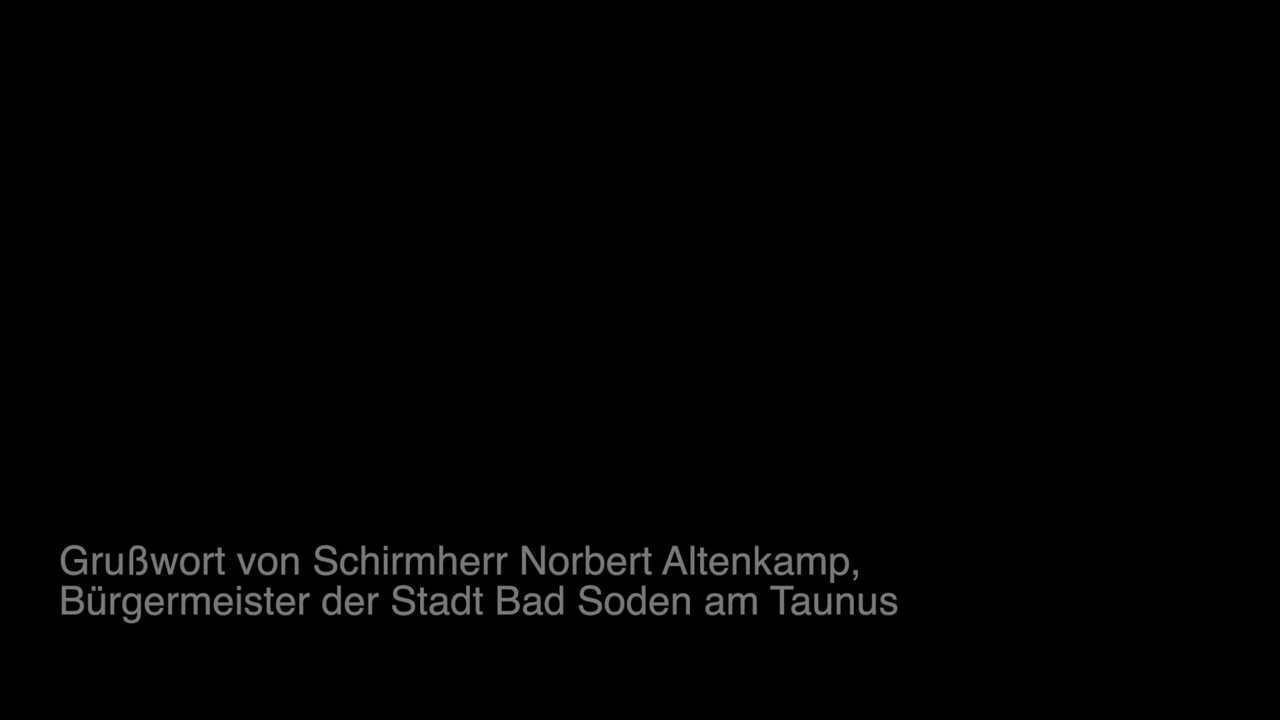 Grußwort von Schirmherr Norbert Altenkamp,
Bürgermeister der Stadt Bad Soden am Taunus